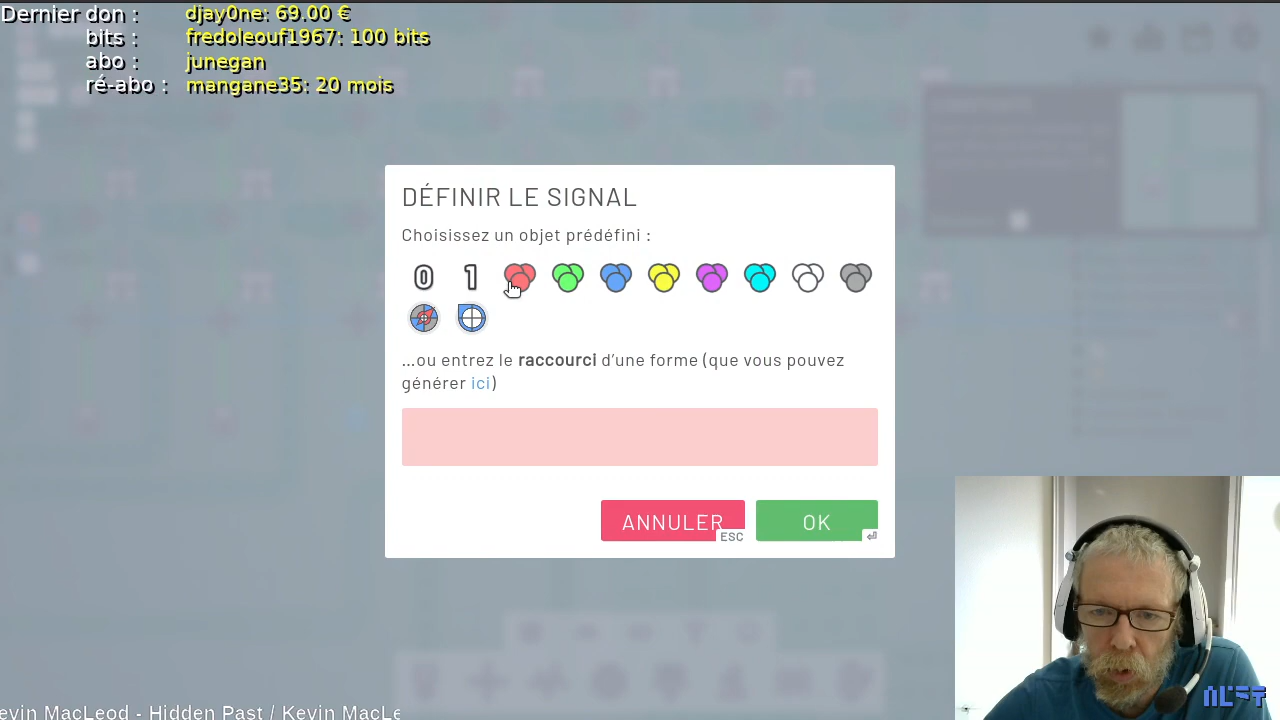 Dernier don : djay0ne: 69.00 €
bits : fredoleouf1967: 100 bits
abo : junegan
ré-abo : mangane35: 20 mois
DÉFINIR LE SIGNAL
Choisissez un objet prédéfini :
0 1
...ou entrez le raccourci d'une forme (que vous pouvez
générer ici)
ANNULER OK
ESC ⏎
evin MacLeod - Hidden Past / Kevin MacLe